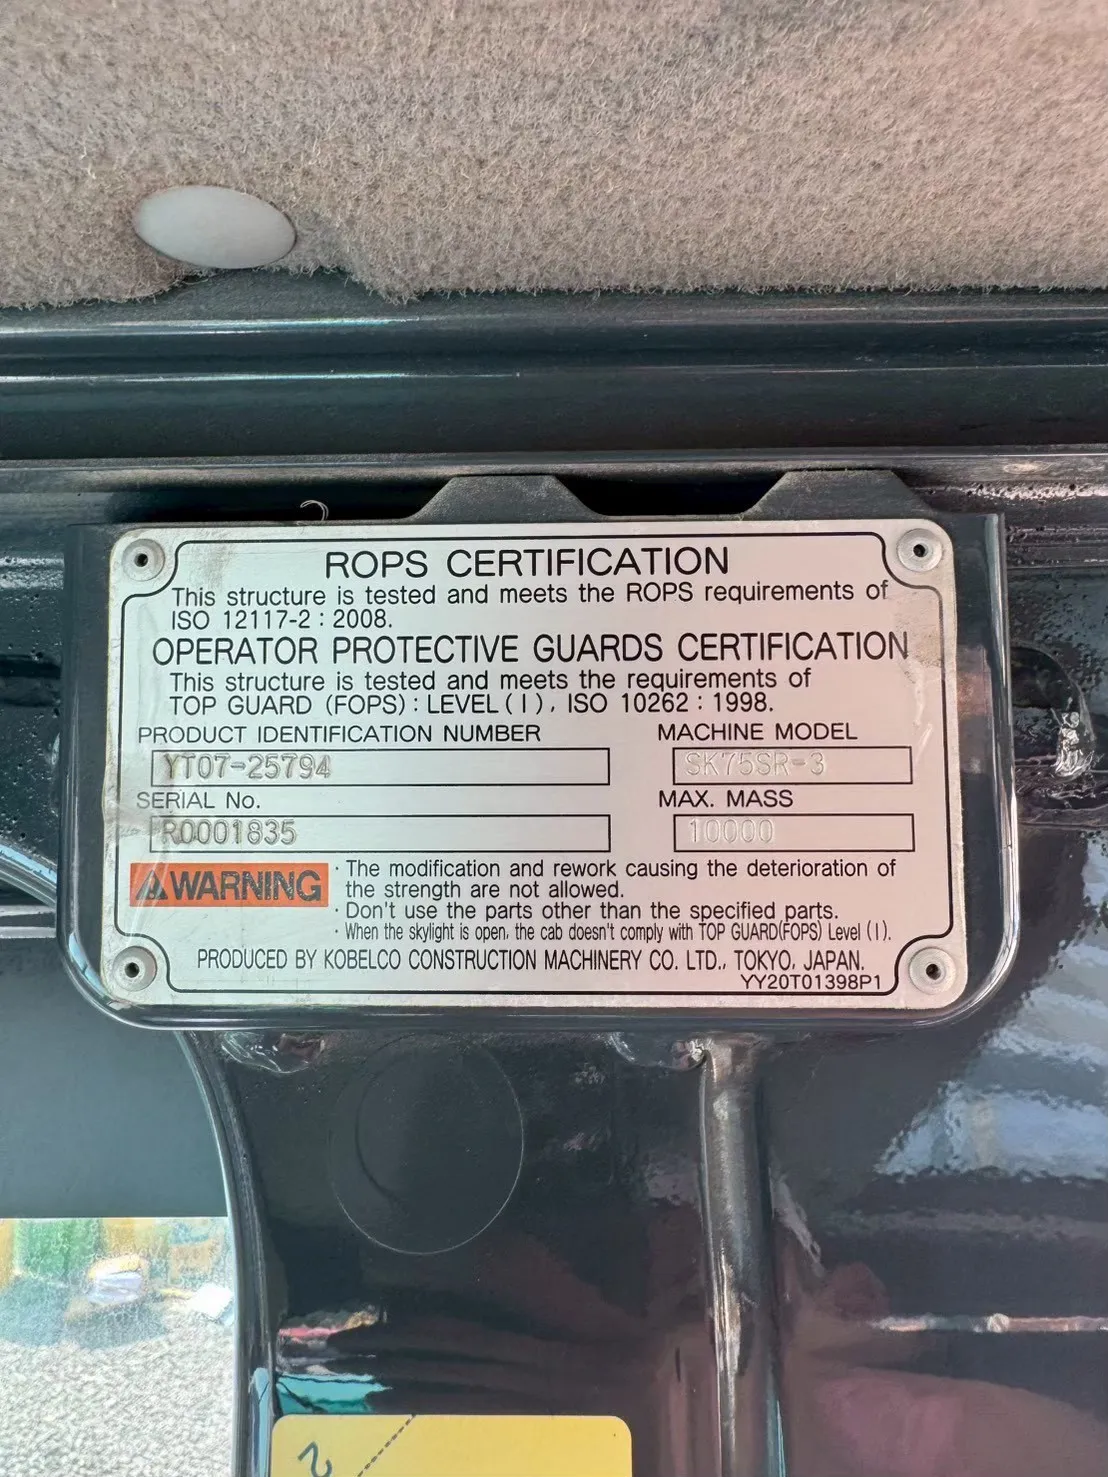 ROPS CERTIFICATION
This structure is tested and meets the ROPS requirements of
ISO 12117-2 : 2008.
OPERATOR PROTECTIVE GUARDS CERTIFICATION
This structure is tested and meets the requirements of
TOP GUARD (FOPS) : LEVEL ( I ), ISO 10262 : 1998.
PRODUCT IDENTIFICATION NUMBER MACHINE MODEL
YT07-25794 SK75SR-3
SERIAL No. MAX. MASS
R0001835 10000
WARNING
· The modification and rework causing the deterioration of
the strength are not allowed.
· Don't use the parts other than the specified parts.
· When the skylight is open, the cab doesn't comply with TOP GUARD(FOPS) Level ( I ).
PRODUCED BY KOBELCO CONSTRUCTION MACHINERY CO. LTD., TOKYO, JAPAN.
YY20T01398P1
2